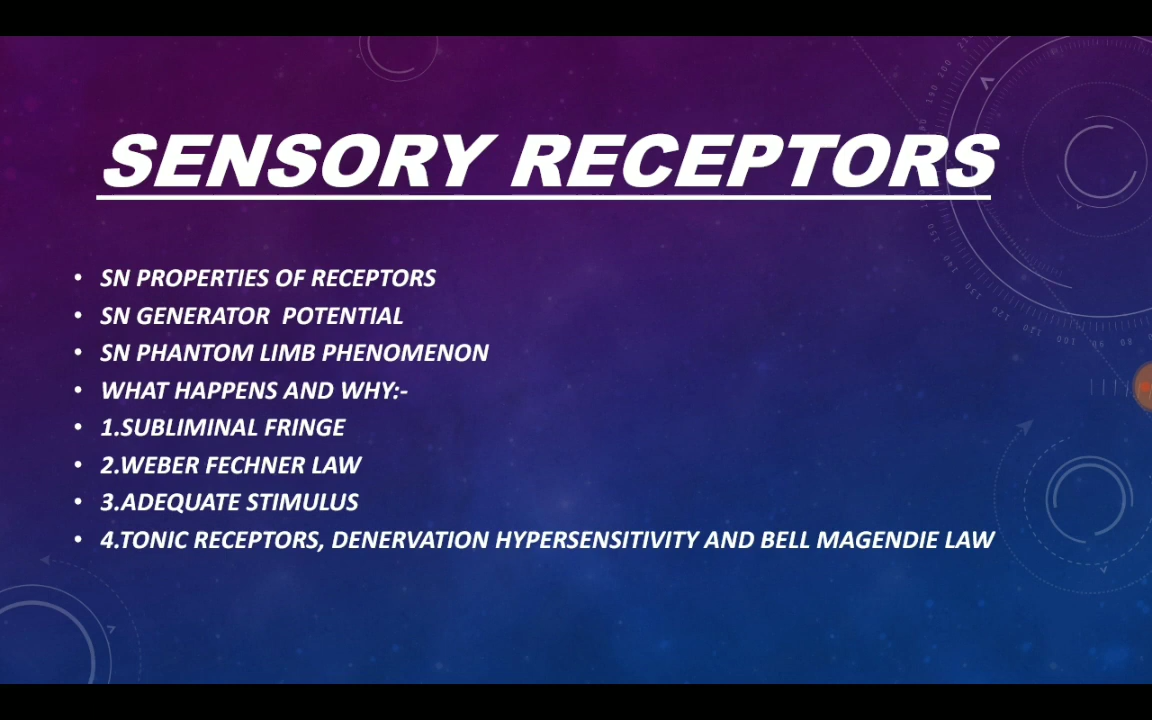 SENSORY RECEPTORS
• SN PROPERTIES OF RECEPTORS
• SN GENERATOR POTENTIAL
• SN PHANTOM LIMB PHENOMENON
• WHAT HAPPENS AND WHY:-
• 1.SUBLIMINAL FRINGE
• 2.WEBER FECHNER LAW
• 3.ADEQUATE STIMULUS
• 4.TONIC RECEPTORS, DENERVATION HYPERSENSITIVITY AND BELL MAGENDIE LAW